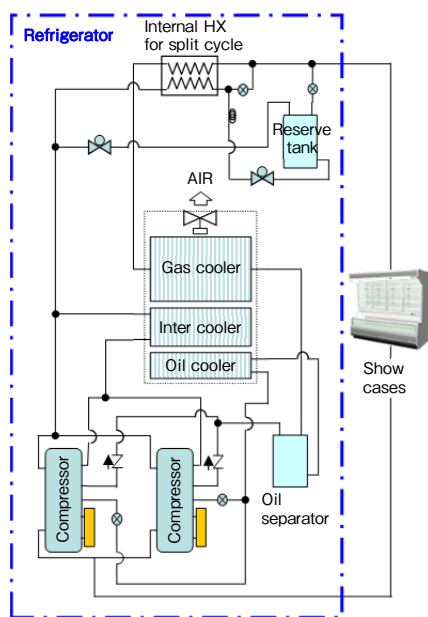 Internal HX
for split cycle
Refrigerator
Reserve
tank
AIR
Gas cooler
Inter cooler
Oil cooler
Show
cases
Compressor
Compressor
Oil
separator